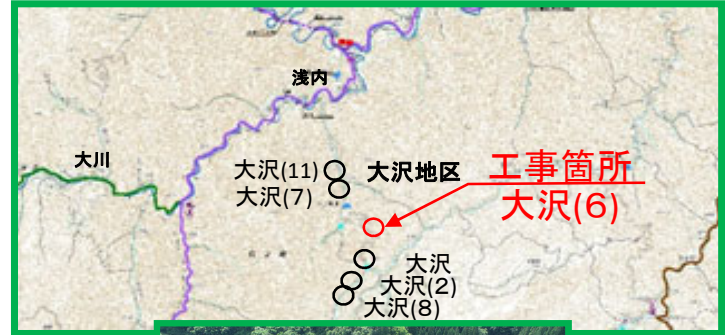 浅内
大川
大沢(11)
大沢(7)
大沢地区
工事箇所
大沢(6)
大沢
大沢(2)
大沢(8)